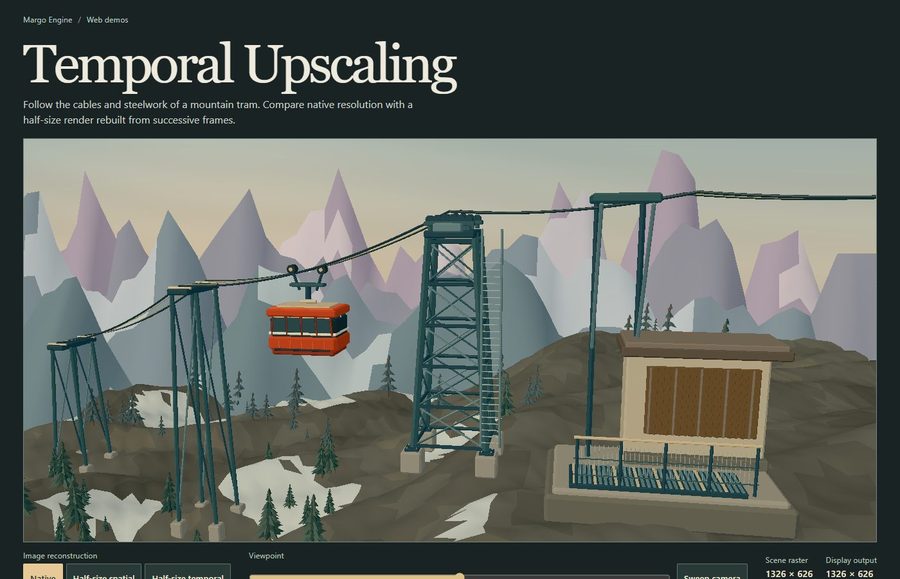 Margo Engine / Web demos
Temporal Upscaling
Follow the cables and steelwork of a mountain tram. Compare native resolution with a
half-size render rebuilt from successive frames.
Image reconstruction
Viewpoint
Scene raster
Display output
Native
Half-size spatial
Half-size temporal
Sweep camera
1326 × 626
1326 × 626